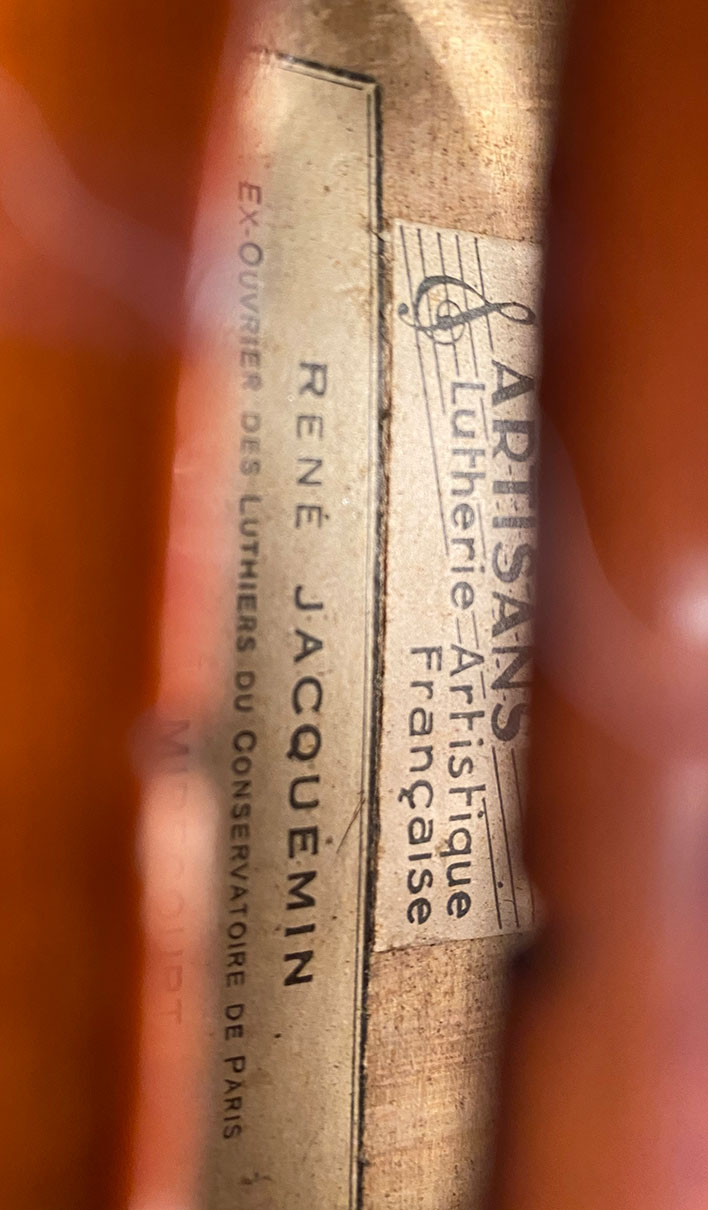 ARTISANS
Lutherie-Artistique
Française
RENÉ JACQUEMIN
EX-OUVRIER DES LUTHIERS DU CONSERVATOIRE DE PARIS